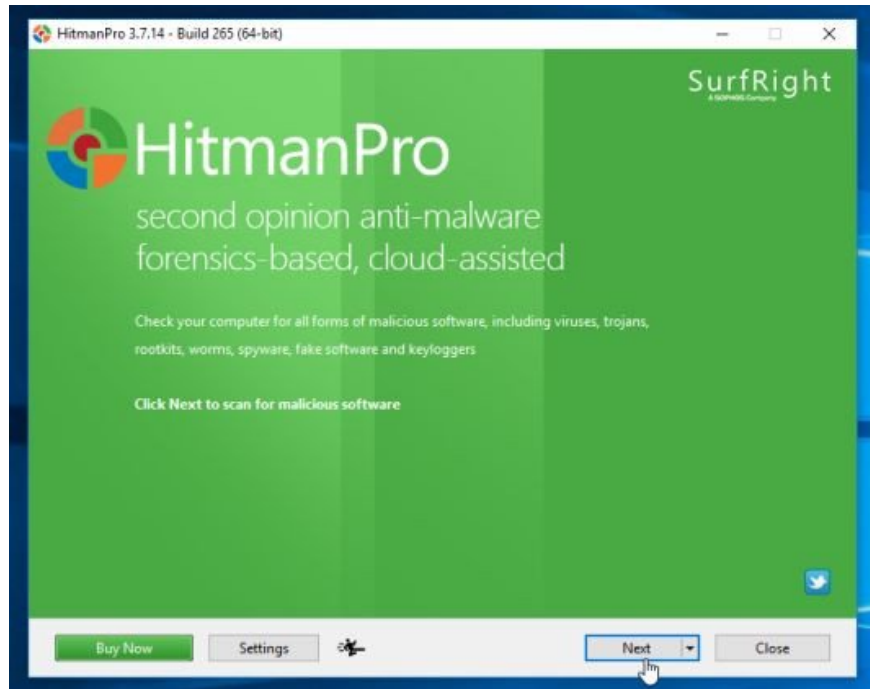 HitmanPro 3.7.14 - Build 265 (64-bit)
SurfRight
A SOPHOS Company
HitmanPro
second opinion anti-malware
forensics-based, cloud-assisted
Check your computer for all forms of malicious software, including viruses, trojans,
rootkits, worms, spyware, fake software and keyloggers
Click Next to scan for malicious software
Buy Now
Settings
Next
Close